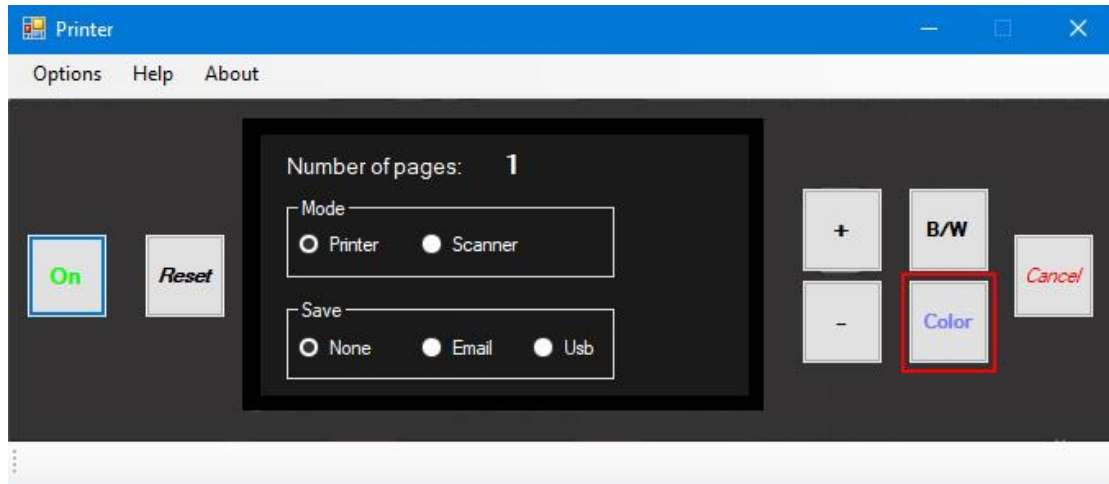 Printer
Options Help About
Number of pages: 1
Mode
Printer Scanner
Save
None Email Usb
On
Reset
+
B/W
-
Color
Cancel